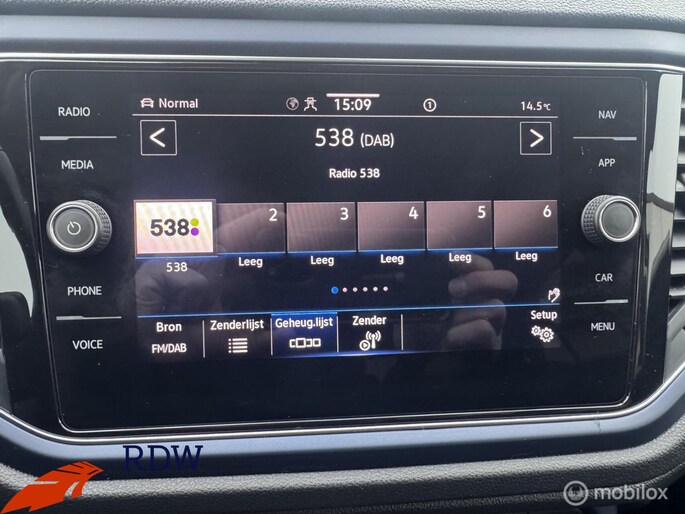 RADIO
MEDIA
PHONE
VOICE
Normal
15:09
1
14.5°C
538 (DAB)
Radio 538
538
2
3
4
5
6
538
Leeg
Leeg
Leeg
Leeg
Leeg
Bron
FM/DAB
Zenderlijst
Geheug.lijst
Zender
Setup
NAV
APP
CAR
MENU
RDW
mobilox